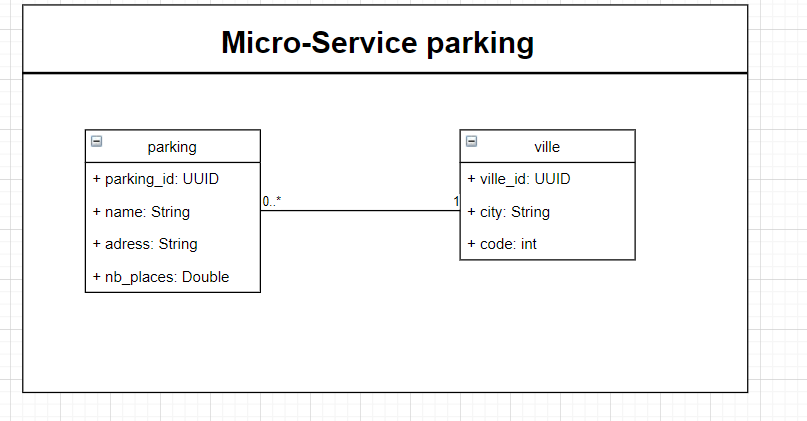 Micro-Service parking
parking
+ parking_id: UUID
+ name: String
+ adress: String
+ nb_places: Double
0..*
1
ville
+ ville_id: UUID
+ city: String
+ code: int